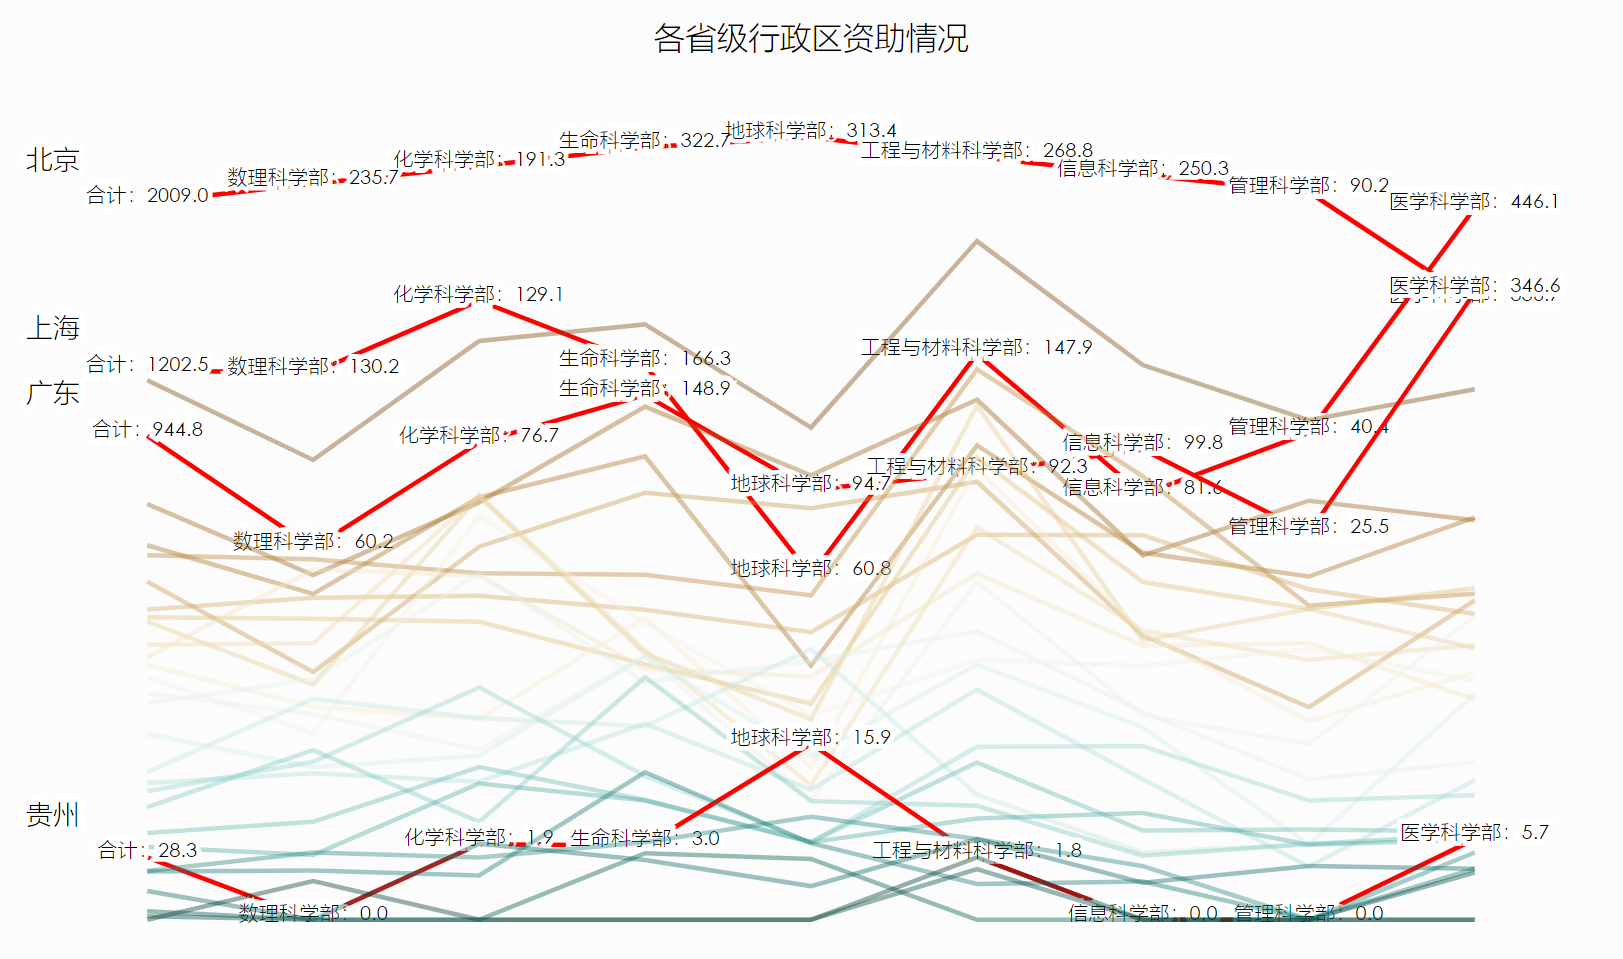 各省级行政区资助情况
北京
合计：2009.0
数理科学部：235.7
化学科学部：191.3
生命科学部：322.7
地球科学部：313.4
工程与材料科学部：268.8
信息科学部：250.3
管理科学部：90.2
医学科学部：446.1
上海
合计：1202.5
数理科学部：130.2
化学科学部：129.1
生命科学部：166.3
地球科学部：60.8
工程与材料科学部：147.9
信息科学部：99.8
管理科学部：25.5
医学科学部：346.6
广东
合计：944.8
数理科学部：60.2
化学科学部：76.7
生命科学部：148.9
地球科学部：94.7
工程与材料科学部：92.3
信息科学部：81.6
管理科学部：40.4
贵州
合计：28.3
数理科学部：0.0
化学科学部：1.9
生命科学部：3.0
地球科学部：15.9
工程与材料科学部：1.8
信息科学部：0.0
管理科学部：0.0
医学科学部：5.7